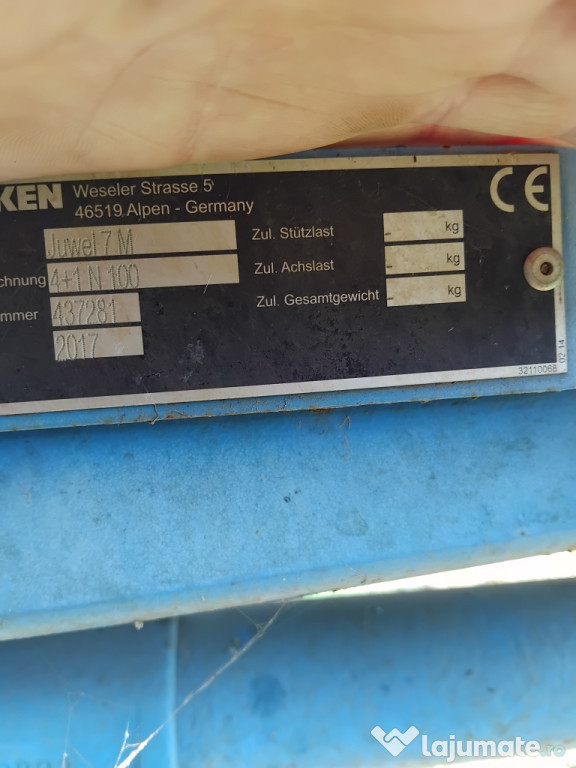 KEN Weseler Strasse 5
46519 Alpen - Germany
CE
Juwel 7 M Zul. Stützlast - kg
chnung 4+1 N 100 Zul. Achslast - kg
ummer 437281 Zul. Gesamtgewicht - kg
2017
32110068 02.14
lajumate.ro